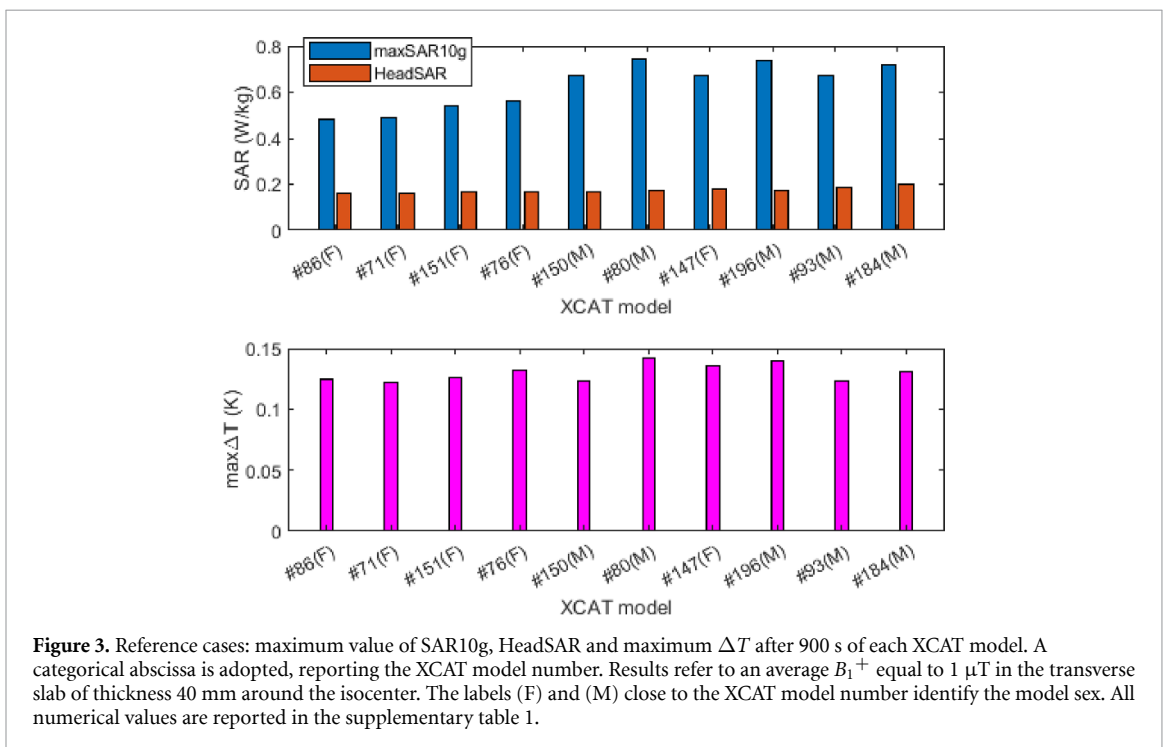 maxSAR10g
HeadSAR
SAR (W/kg)
0.8
0.6
0.4
0.2
0
#86(F) #71(F) #151(F) #76(F) #150(M) #80(M) #147(F) #196(M) #93(M) #184(M)
XCAT model
maxΔT (K)
0.15
0.1
0.05
0
#86(F) #71(F) #151(F) #76(F) #150(M) #80(M) #147(F) #196(M) #93(M) #184(M)
XCAT model
Figure 3. Reference cases: maximum value of SAR10g, HeadSAR and maximum ΔT after 900 s of each XCAT model. A
categorical abscissa is adopted, reporting the XCAT model number. Results refer to an average B₁⁺ equal to 1 μT in the transverse
slab of thickness 40 mm around the isocenter. The labels (F) and (M) close to the XCAT model number identify the model sex. All
numerical values are reported in the supplementary table 1.